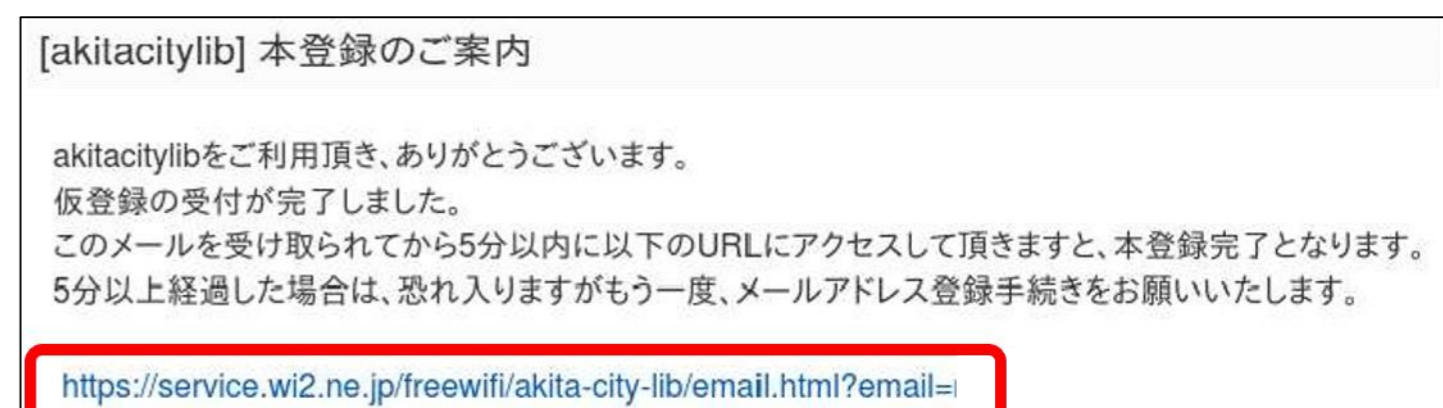 [akitacitylib] 本登録のご案内
akitacitylibをご利用頂き、ありがとうございます。
仮登録の受付が完了しました。
このメールを受け取られてから5分以内に以下のURLにアクセスして頂きますと、本登録完了となります。
5分以上経過した場合は、恐れ入りますがもう一度、メールアドレス登録手続きをお願いいたします。
https://service.wi2.ne.jp/freewifi/akita-city-lib/email.html?email=